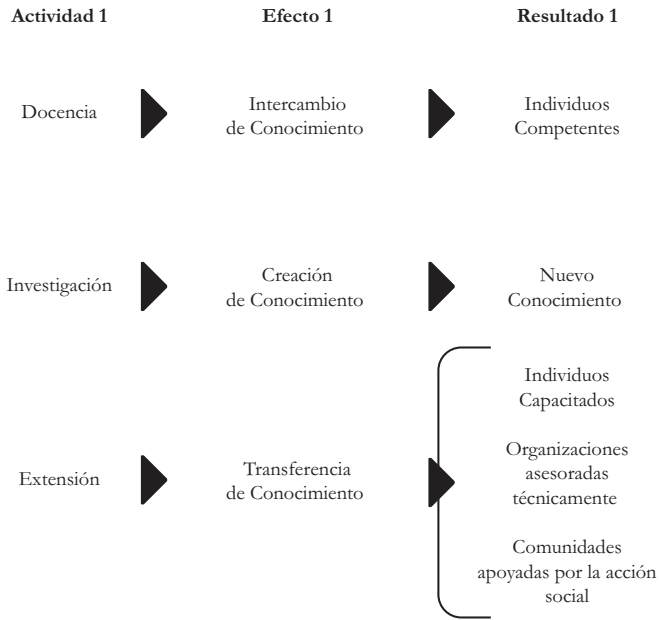 Actividad 1
Efecto 1
Resultado 1
Docencia
Intercambio
de Conocimiento
Individuos
Competentes
Investigación
Creación
de Conocimiento
Nuevo
Conocimiento
Extensión
Transferencia
de Conocimiento
Individuos
Capacitados
Organizaciones
asesoradas
técnicamente
Comunidades
apoyadas por la acción
social